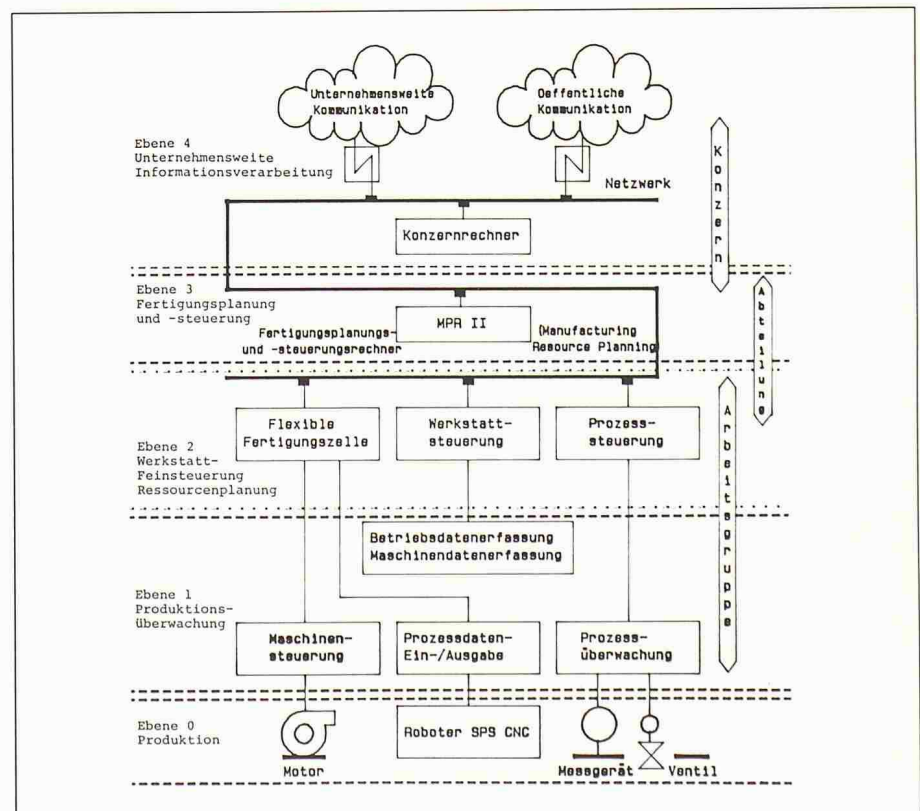 Unternehmensweite
Kommunikation
Oeffentliche
Kommunikation
Ebene 4
Unternehmensweite
Informationsverarbeitung
Netzwerk
Konzernrechner
Konzern
Ebene 3
Fertigungsplanung
und -steuerung
MPR II
Fertigungsplanungs-
und -steuerungsrechner
(Manufacturing
Resource Planning)
Abteilung
Flexible
Fertigungszelle
Werkstatt-
steuerung
Prozess-
steuerung
Ebene 2
Werkstatt-
Feinsteuerung
Ressourcenplanung
Arbeitsgruppe
Betriebsdatenerfassung
Maschinendatenerfassung
Ebene 1
Produktions-
überwachung
Maschinen-
steuerung
Prozessdaten-
Ein-/Ausgabe
Prozess-
überwachung
Ebene 0
Produktion
Roboter SPS CNC
Motor
Messgerät
Ventil